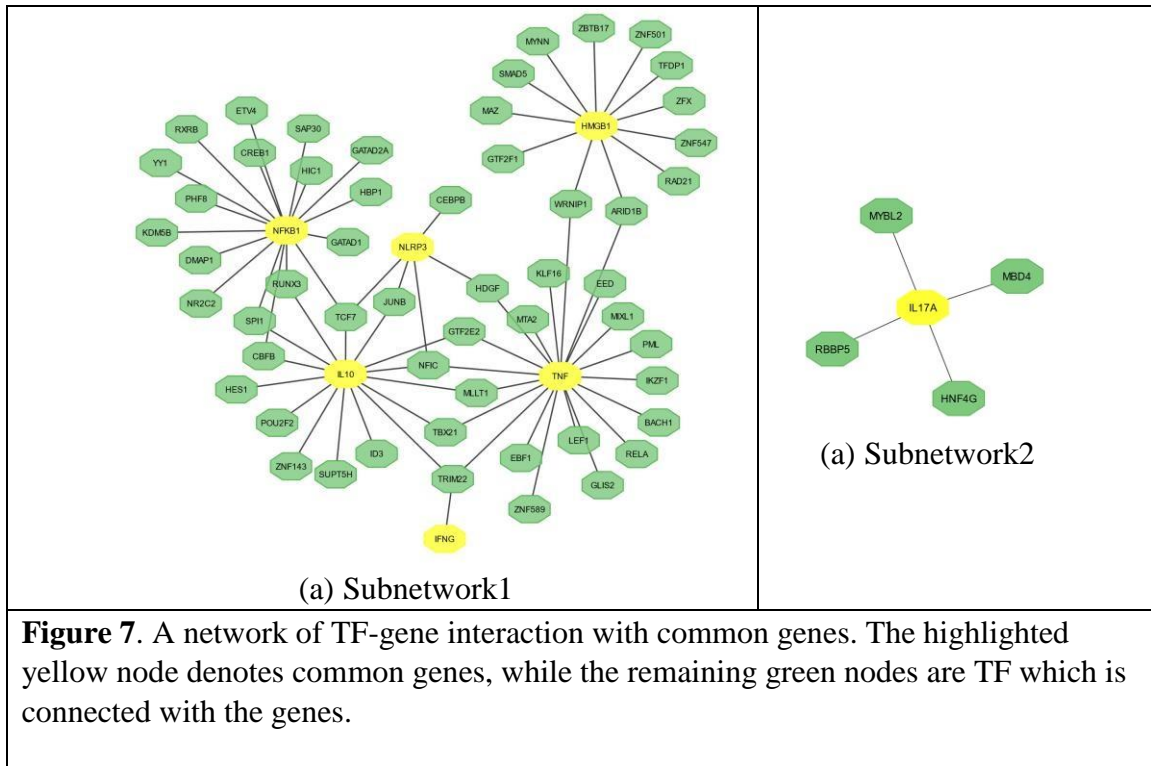 ZBTB17
ZNF501
MYNN
TFDP1
SMAD5
ZFX
MAZ
HMGB1
ZNF547
GTF2F1
RAD21
ETV4
SAP30
RXRB
CREB1
GATAD2A
YY1
HIC1
HBP1
PHF8
CEBPB
WRNIP1
ARID1B
KDM5B
NFKB1
GATAD1
NLRP3
DMAP1
KLF16
EED
NR2C2
RUNX3
JUNB
HDGF
TCF7
MTA2
MIXL1
SPI1
GTF2E2
PML
CBFB
NFIC
IL10
TNF
IKZF1
HES1
MLLT1
POU2F2
TBX21
BACH1
LEF1
ID3
EBF1
RELA
ZNF143
SUPT5H
TRIM22
GLIS2
ZNF589
IFNG
(a) Subnetwork1
MYBL2
MBD4
IL17A
RBBP5
HNF4G
(a) Subnetwork2
Figure 7. A network of TF-gene interaction with common genes. The highlighted
yellow node denotes common genes, while the remaining green nodes are TF which is
connected with the genes.